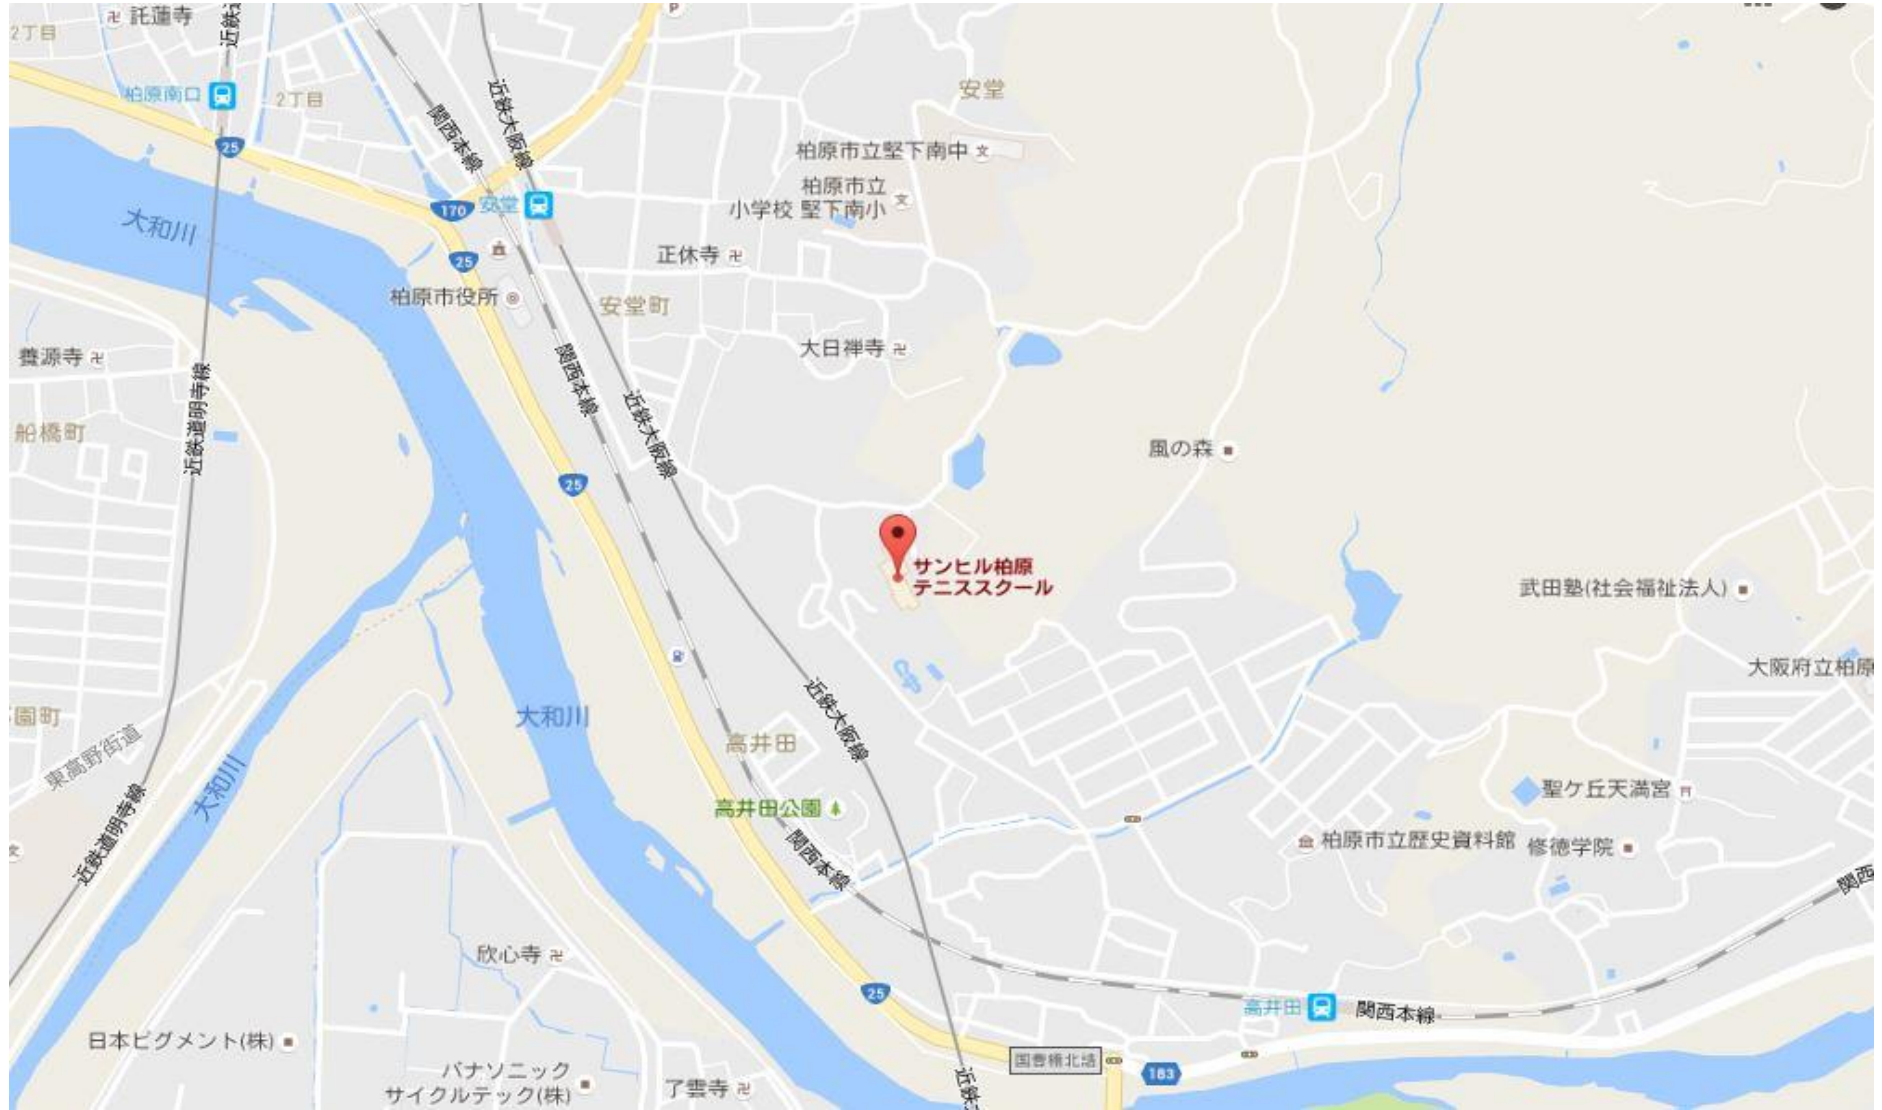 託蓮寺
近鉄
2丁目
柏原南口
2丁目
25
関西本線
近鉄大阪線
安堂
柏原市立堅下南中
柏原市立
小学校 堅下南小
170
安堂
大和川
25
正休寺
柏原市役所
安堂町
養源寺
大日禅寺
関西本線
近鉄道明寺線
近鉄大阪線
船橋町
風の森
25
サンヒル柏原
テニススクール
武田塾(社会福祉法人)
大阪府立柏原
園町
大和川
近鉄大阪線
高井田
東高野街道
大和川
高井田公園
聖ケ丘天満宮
近鉄道明寺線
関西本線
柏原市立歴史資料館
修徳学院
関西
欣心寺
25
高井田
関西本線
日本ピグメント(株)
国豊橋北詰
183
パナソニック
サイクルテック(株)
了雲寺
近鉄